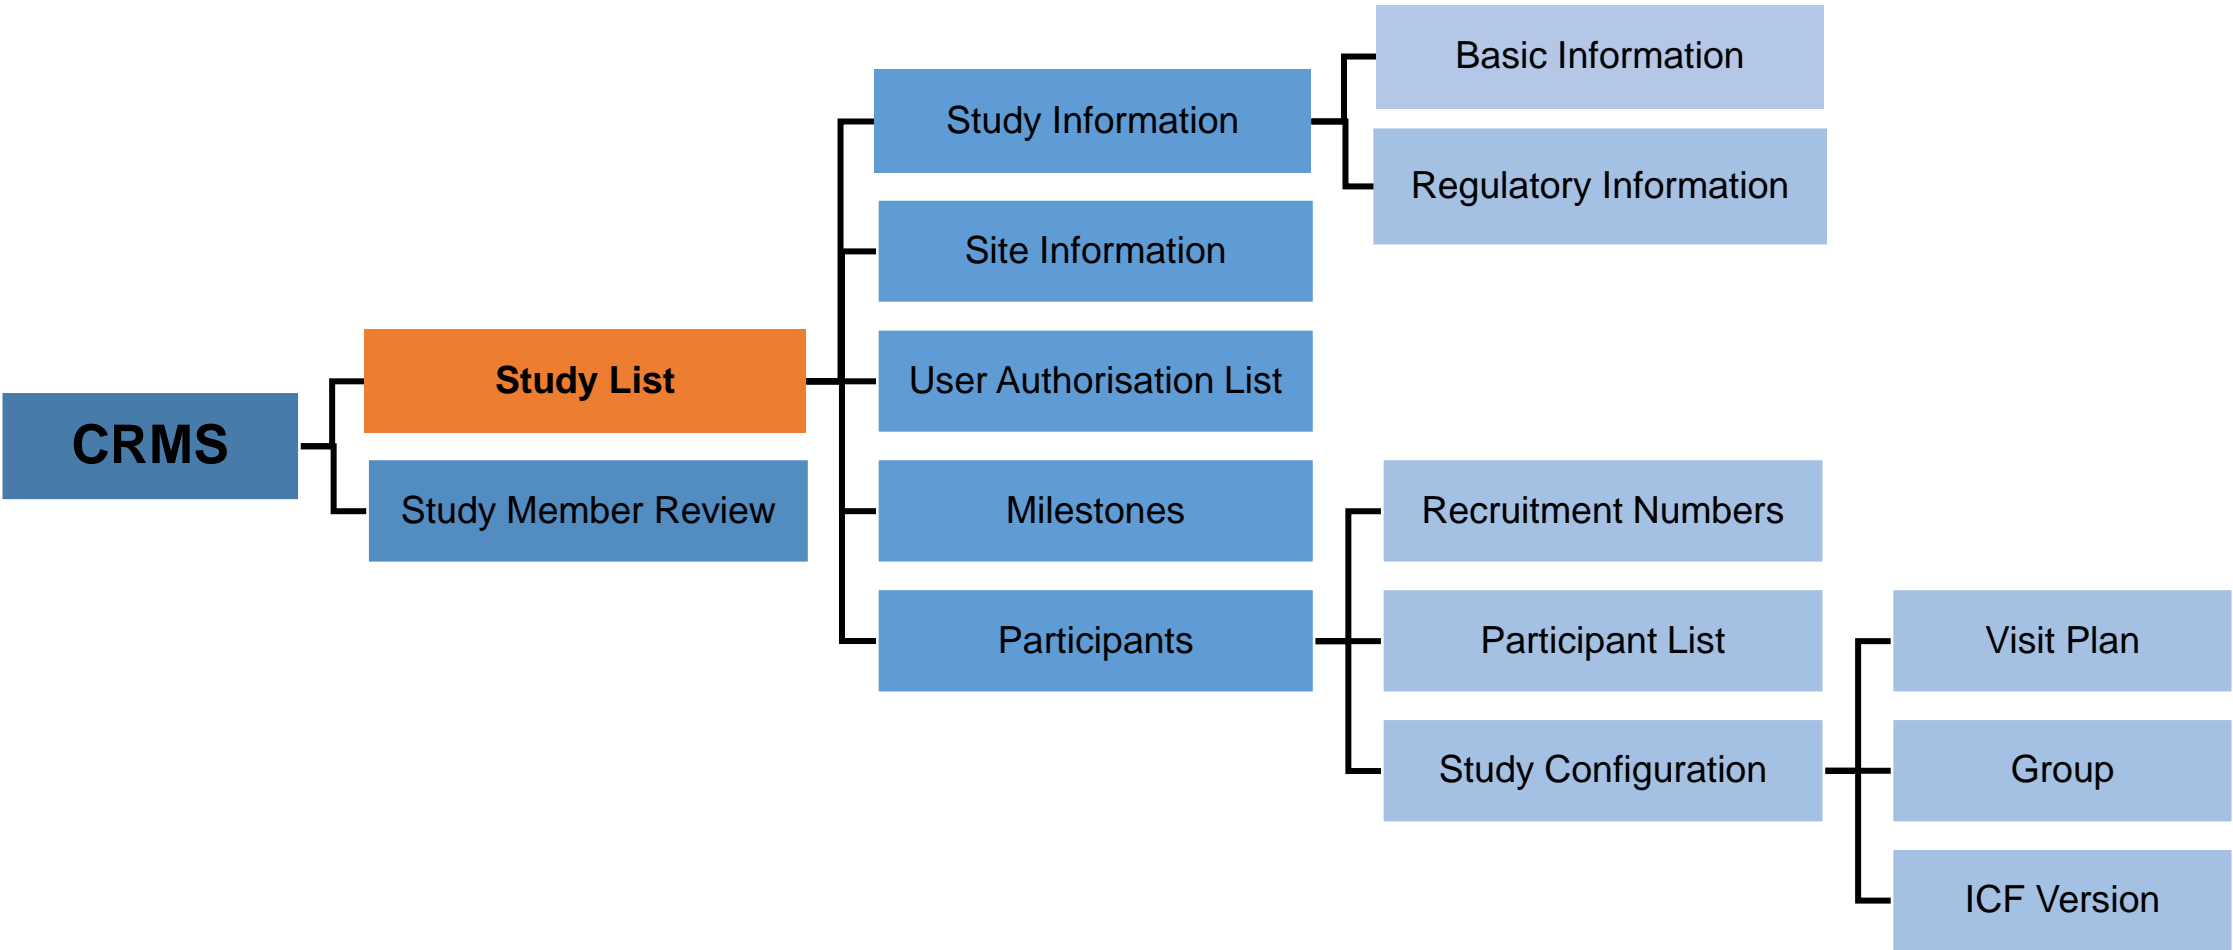 CRMS
Study List
Study Member Review
Study Information
Site Information
User Authorisation List
Milestones
Participants
Basic Information
Regulatory Information
Recruitment Numbers
Participant List
Study Configuration
Visit Plan
Group
ICF Version